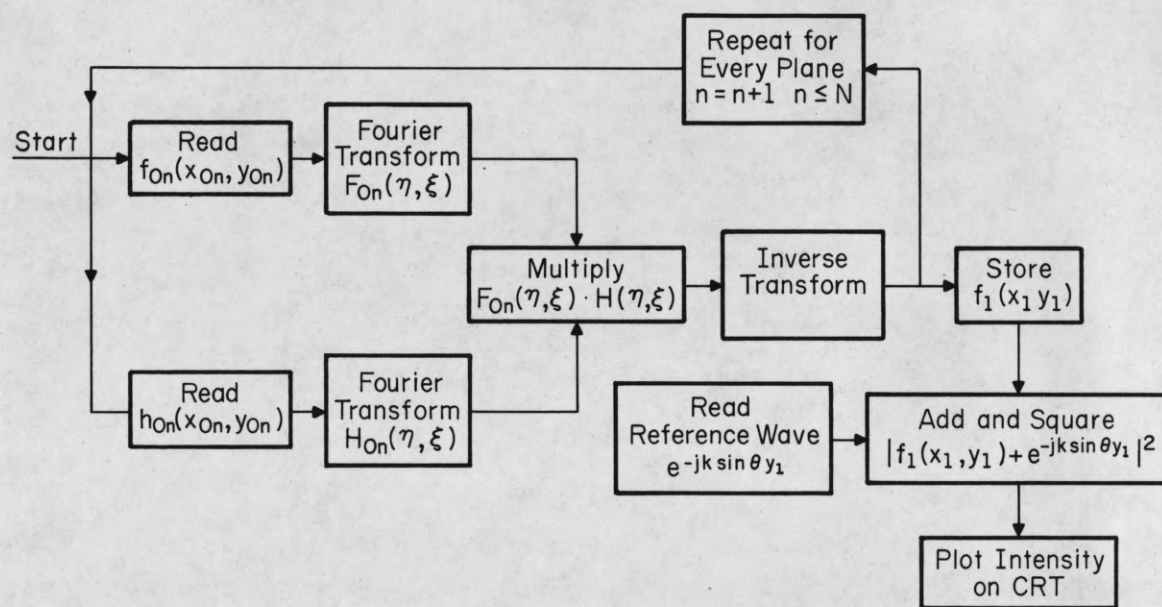 Repeat for
Every Plane
n = n+1 n ≤ N
Start
Read
f₀ₙ(x₀ₙ, y₀ₙ)
Fourier
Transform
F₀ₙ(η, ξ)
Multiply
F₀ₙ(η, ξ) · H(η, ξ)
Inverse
Transform
Store
f₁(x₁ y₁)
Read
h₀ₙ(x₀ₙ, y₀ₙ)
Fourier
Transform
H₀ₙ(η, ξ)
Read
Reference Wave
e^{-jk sin θ y₁}
Add and Square
|f₁(x₁, y₁) + e^{-jk sin θ y₁}|²
Plot Intensity
on CRT